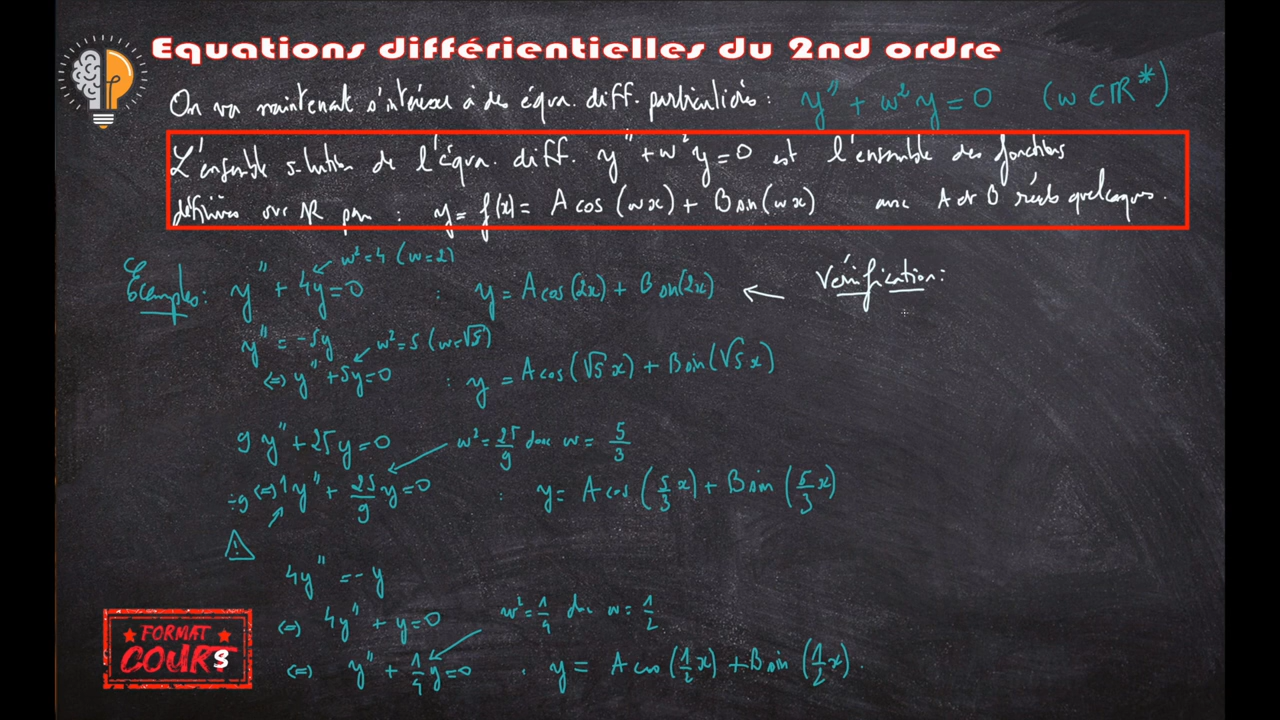 Equations différientielles du 2nd ordre
On va maintenant s'intéresser à des équa. diff. particulières : y'' + w² y = 0 (w ∈ ℝ*)
L'ensemble solution de l'équa. diff. y'' + w²y = 0 est l'ensemble des fonctions
définies sur ℝ par : y = f(x) = A cos(wx) + B sin(wx) avec A et B réels quelconques.
Exemples : y'' + 4y = 0 w² = 4 (w = 2) : y = A cos(2x) + B sin(2x) ← Vérification :
y'' = -5y
⇔ y'' + 5y = 0 w² = 5 (w = √5) : y = A cos(√5 x) + B sin(√5 x)
9 y'' + 25y = 0 w² = 25/9 donc w = 5/3
÷9 ⇔ 1y'' + 25/9 y = 0 : y = A cos(5/3 x) + B sin(5/3 x)
⚠
4y'' = - y
⇔ 4y'' + y = 0 w² = 1/4 donc w = 1/2
⇔ y'' + 1/4 y = 0 : y = A cos(1/2 x) + B sin(1/2 x).
FORMAT
COURS